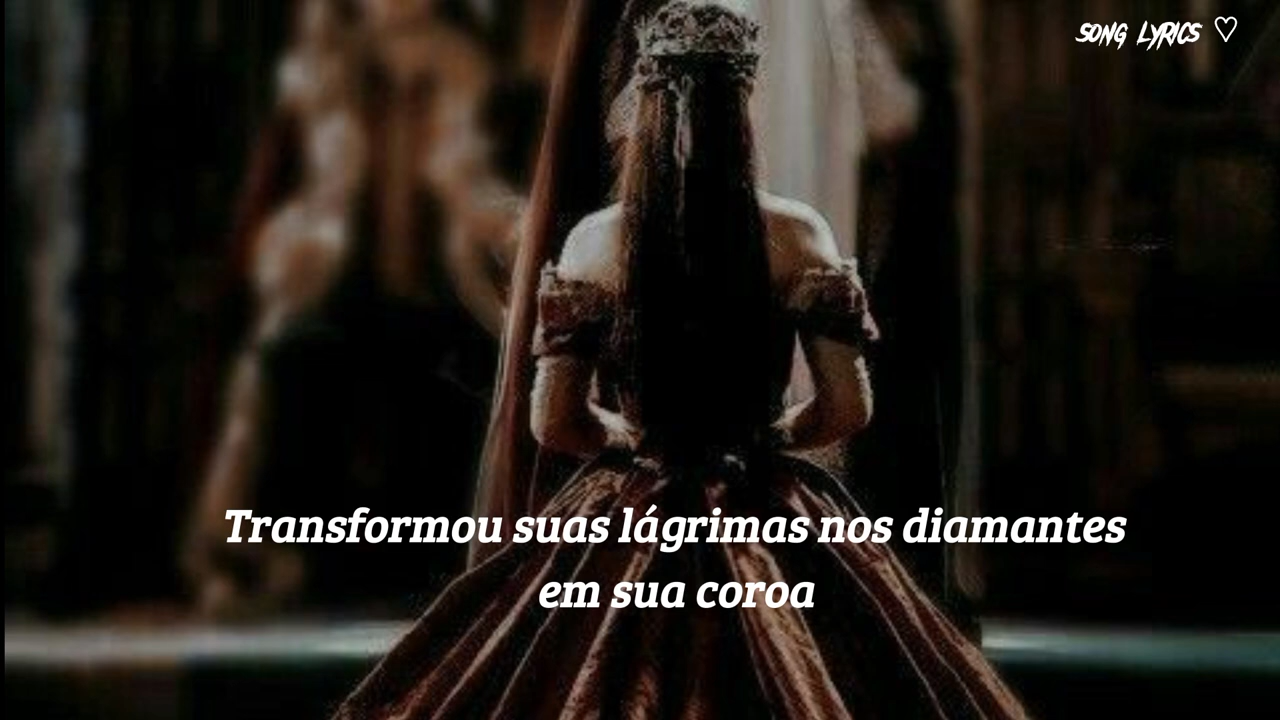 SONG LYRICS ♡
Transformou suas lágrimas nos diamantes
em sua coroa